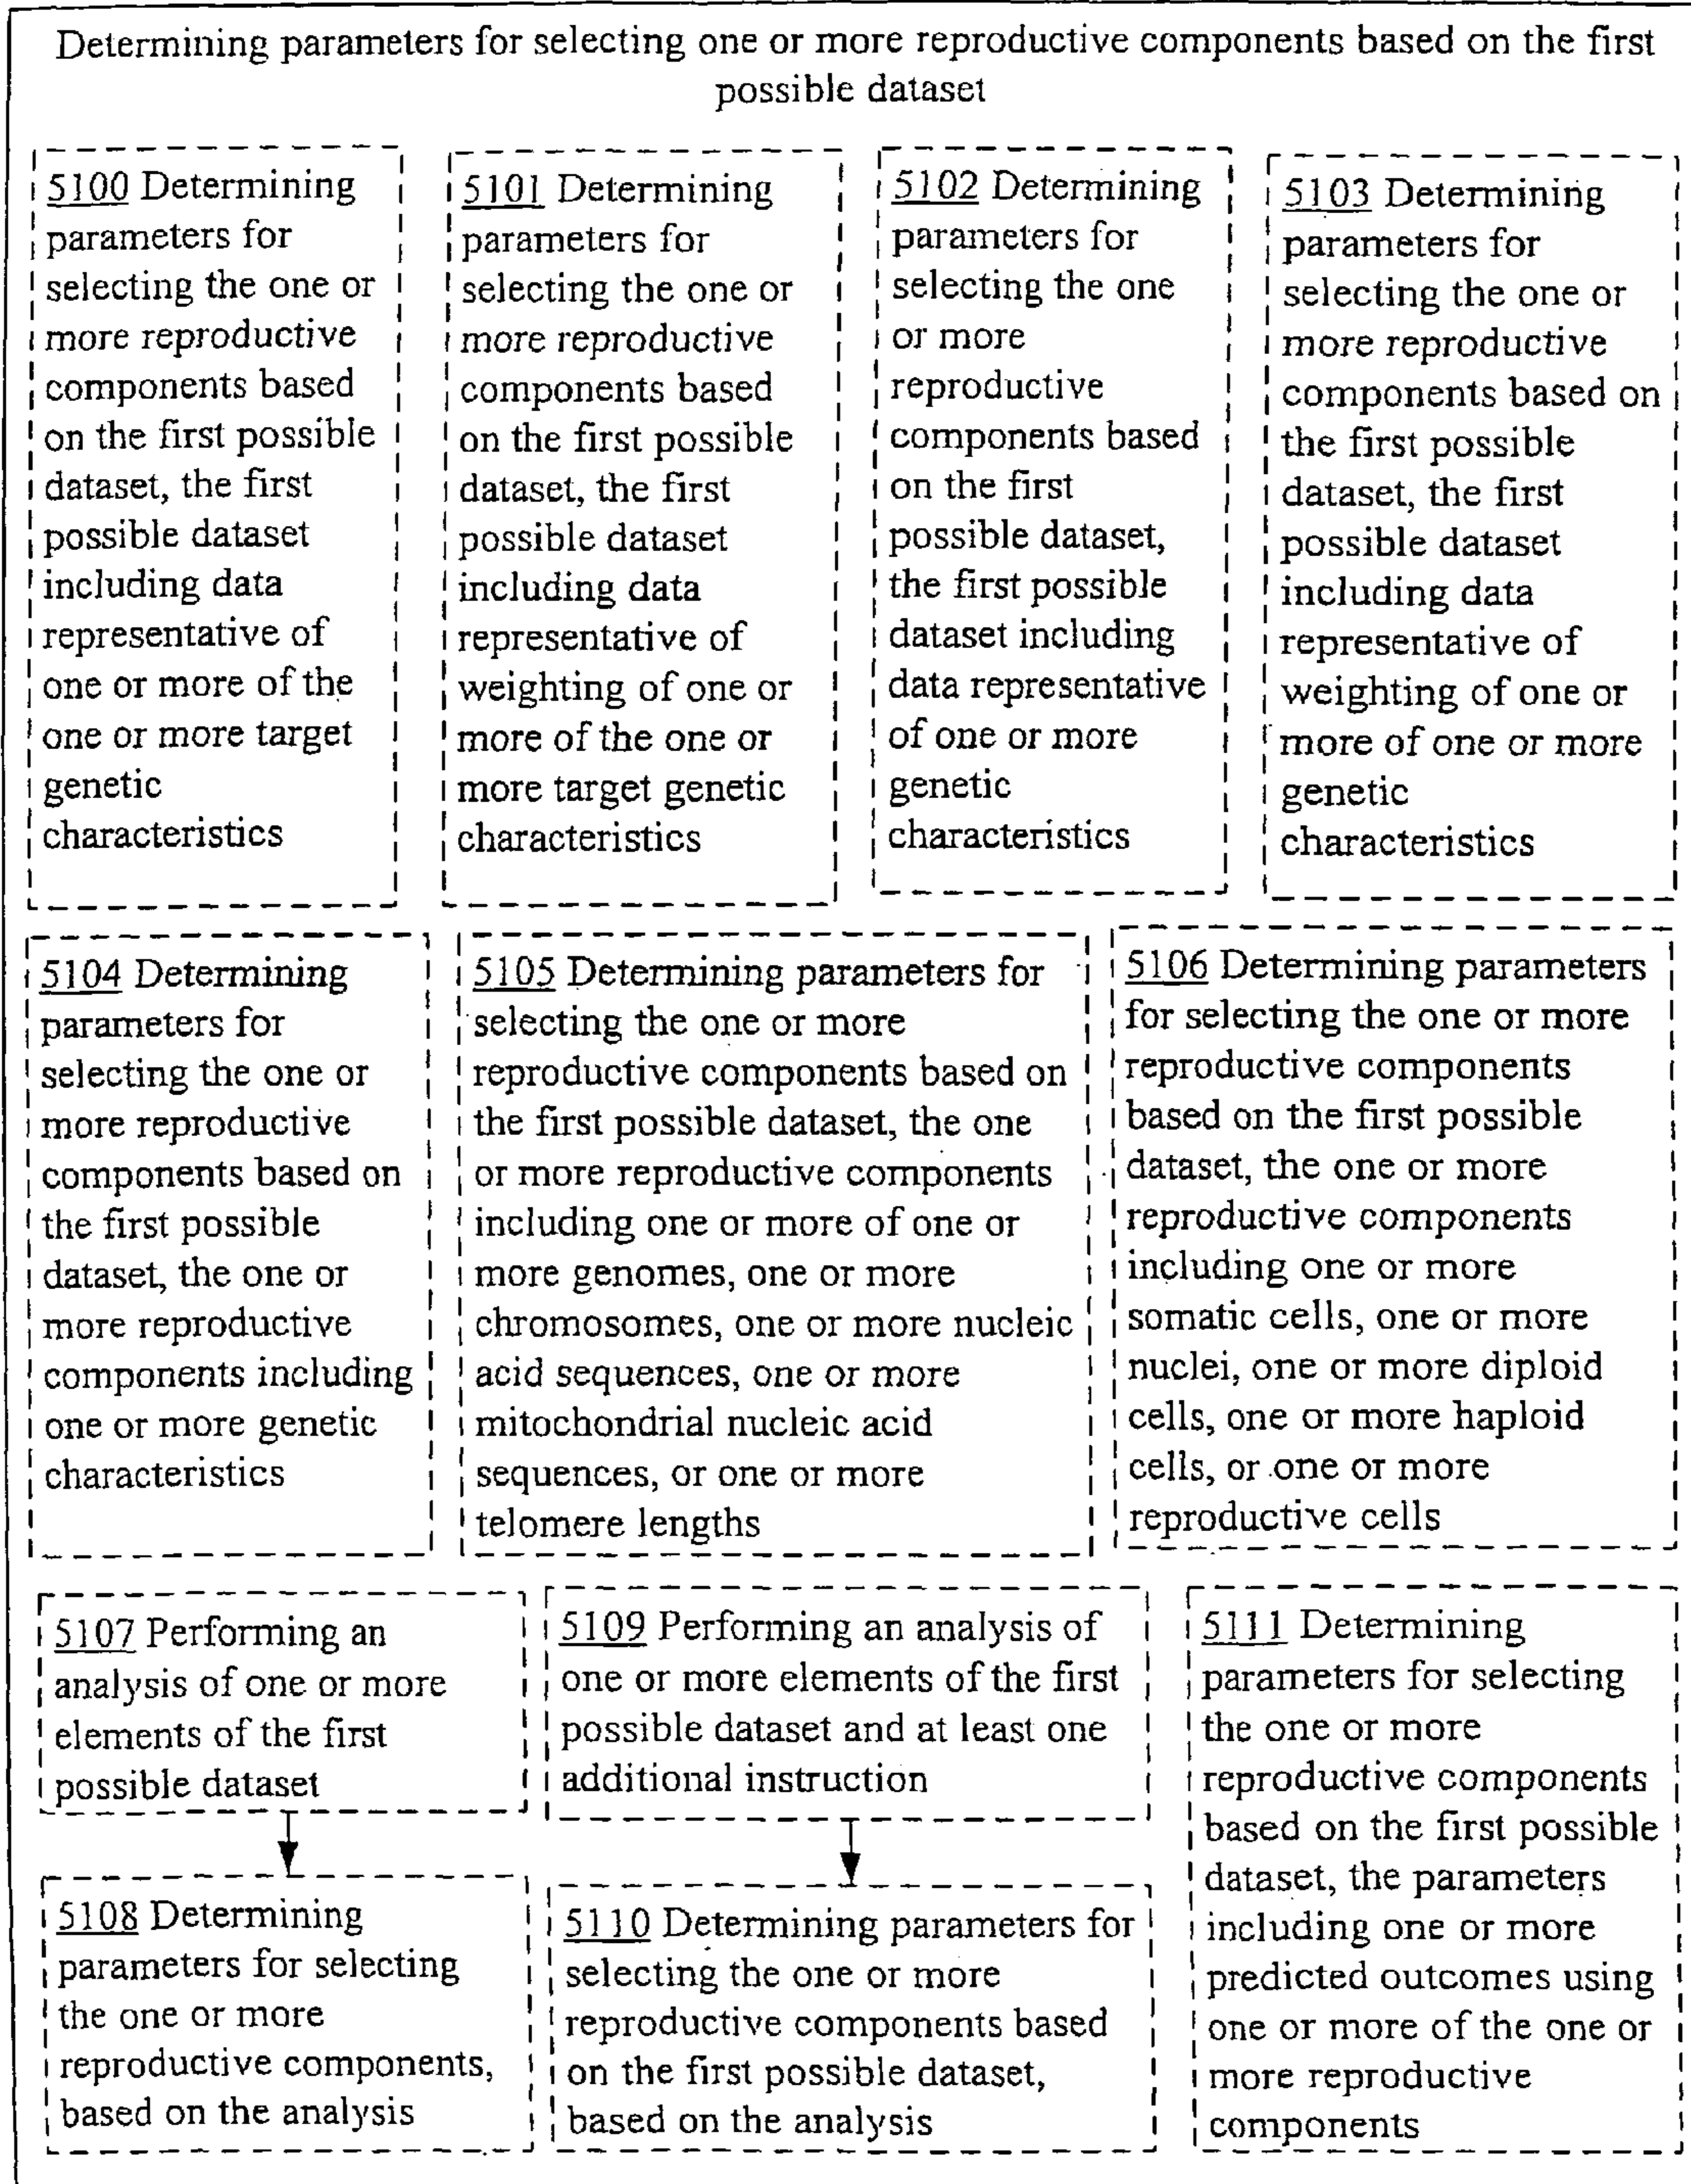 Determining parameters for selecting one or more reproductive components based on the first
possible dataset
5100 Determining
parameters for
selecting the one or
more reproductive
components based
on the first possible
dataset, the first
possible dataset
including data
representative of
one or more of the
one or more target
genetic
characteristics
5101 Determining
parameters for
selecting the one or
more reproductive
components based
on the first possible
dataset, the first
possible dataset
including data
representative of
weighting of one or
more of the one or
more target genetic
characteristics
5102 Determining
parameters for
selecting the one
or more
reproductive
components based
on the first
possible dataset,
the first possible
dataset including
data representative
of one or more
genetic
characteristics
5103 Determining
parameters for
selecting the one or
more reproductive
components based on
the first possible
dataset, the first
possible dataset
including data
representative of
weighting of one or
more of one or more
genetic
characteristics
5104 Determining
parameters for
selecting the one or
more reproductive
components based on
the first possible
dataset, the one or
more reproductive
components including
one or more genetic
characteristics
5105 Determining parameters for
selecting the one or more
reproductive components based on
the first possible dataset, the one
or more reproductive components
including one or more of one or
more genomes, one or more
chromosomes, one or more nucleic
acid sequences, one or more
mitochondrial nucleic acid
sequences, or one or more
telomere lengths
5106 Determining parameters
for selecting the one or more
reproductive components
based on the first possible
dataset, the one or more
reproductive components
including one or more
somatic cells, one or more
nuclei, one or more diploid
cells, one or more haploid
cells, or one or more
reproductive cells
5107 Performing an
analysis of one or more
elements of the first
possible dataset
5108 Determining
parameters for selecting
the one or more
reproductive components,
based on the analysis
5109 Performing an analysis of
one or more elements of the first
possible dataset and at least one
additional instruction
5110 Determining parameters for
selecting the one or more
reproductive components based
on the first possible dataset,
based on the analysis
5111 Determining
parameters for selecting
the one or more
reproductive components
based on the first possible
dataset, the parameters
including one or more
predicted outcomes using
one or more of the one or
more reproductive
components